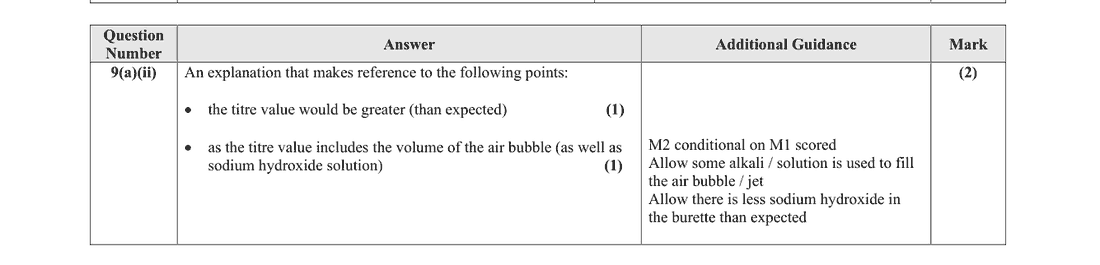 Question
Number
Answer
Additional Guidance
Mark
9(a)(ii)
An explanation that makes reference to the following points:
(2)
• the titre value would be greater (than expected) (1)
• as the titre value includes the volume of the air bubble (as well as
sodium hydroxide solution) (1)
M2 conditional on M1 scored
Allow some alkali / solution is used to fill
the air bubble / jet
Allow there is less sodium hydroxide in
the burette than expected